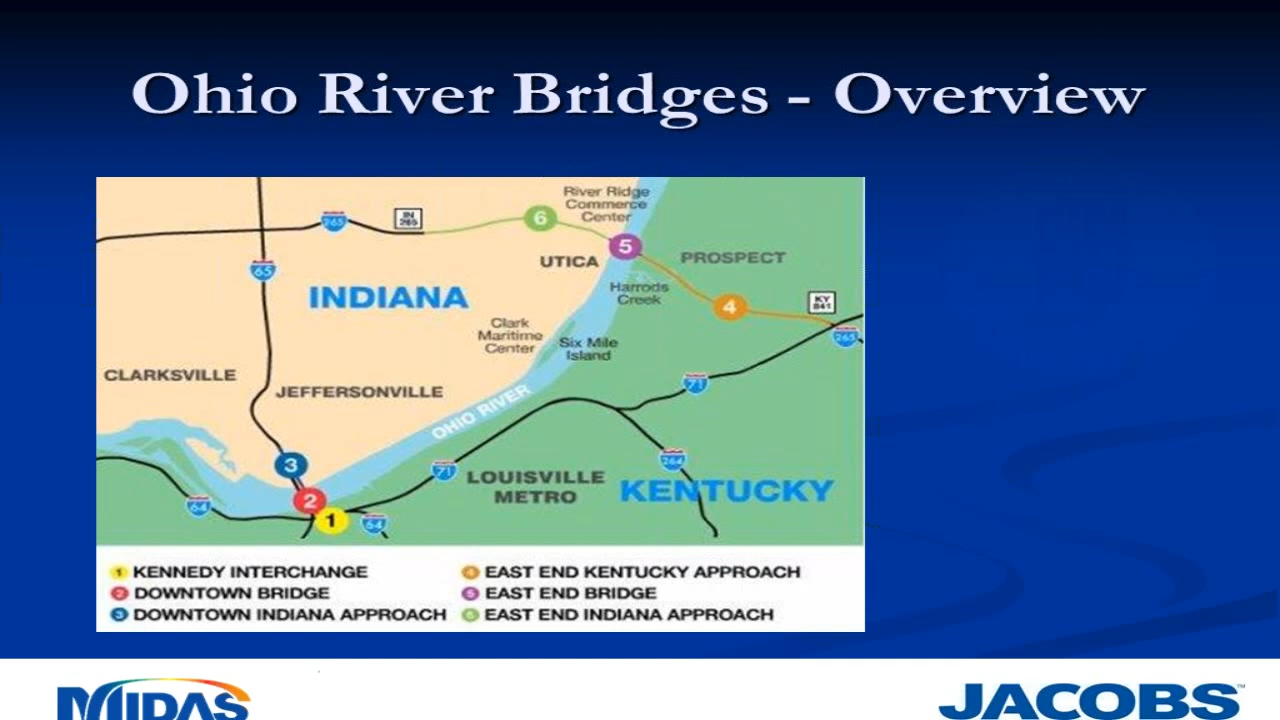 Ohio River Bridges - Overview
River Ridge
Commerce
Center
6
IN
265
265
5
UTICA
PROSPECT
65
INDIANA
Harrods
Creek
4
KY
841
265
Clark
Maritime
Center
Six Mile
Island
CLARKSVILLE
JEFFERSONVILLE
71
OHIO RIVER
3
71
264
LOUISVILLE
METRO
KENTUCKY
64
2
1
64
1 KENNEDY INTERCHANGE
2 DOWNTOWN BRIDGE
3 DOWNTOWN INDIANA APPROACH
4 EAST END KENTUCKY APPROACH
5 EAST END BRIDGE
6 EAST END INDIANA APPROACH
MIDAS
JACOBS™